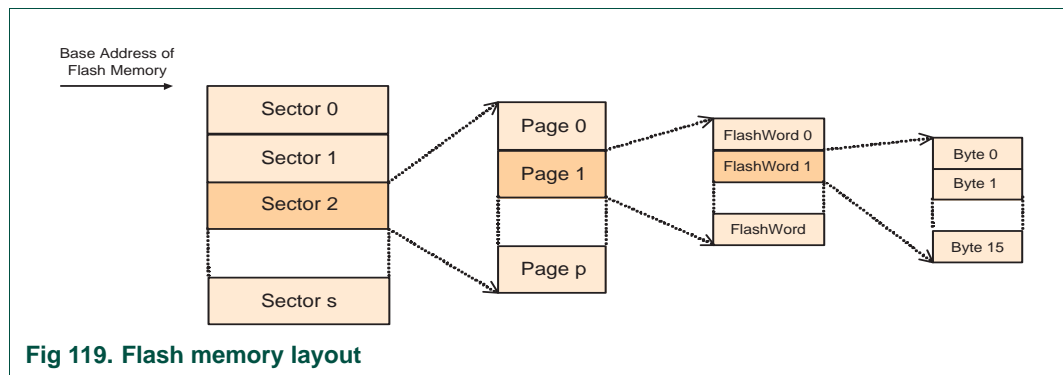 Base Address of
Flash Memory
Sector 0
Sector 1
Sector 2
Sector s
Page 0
Page 1
Page p
FlashWord 0
FlashWord 1
FlashWord
Byte 0
Byte 1
Byte 15
Fig 119. Flash memory layout